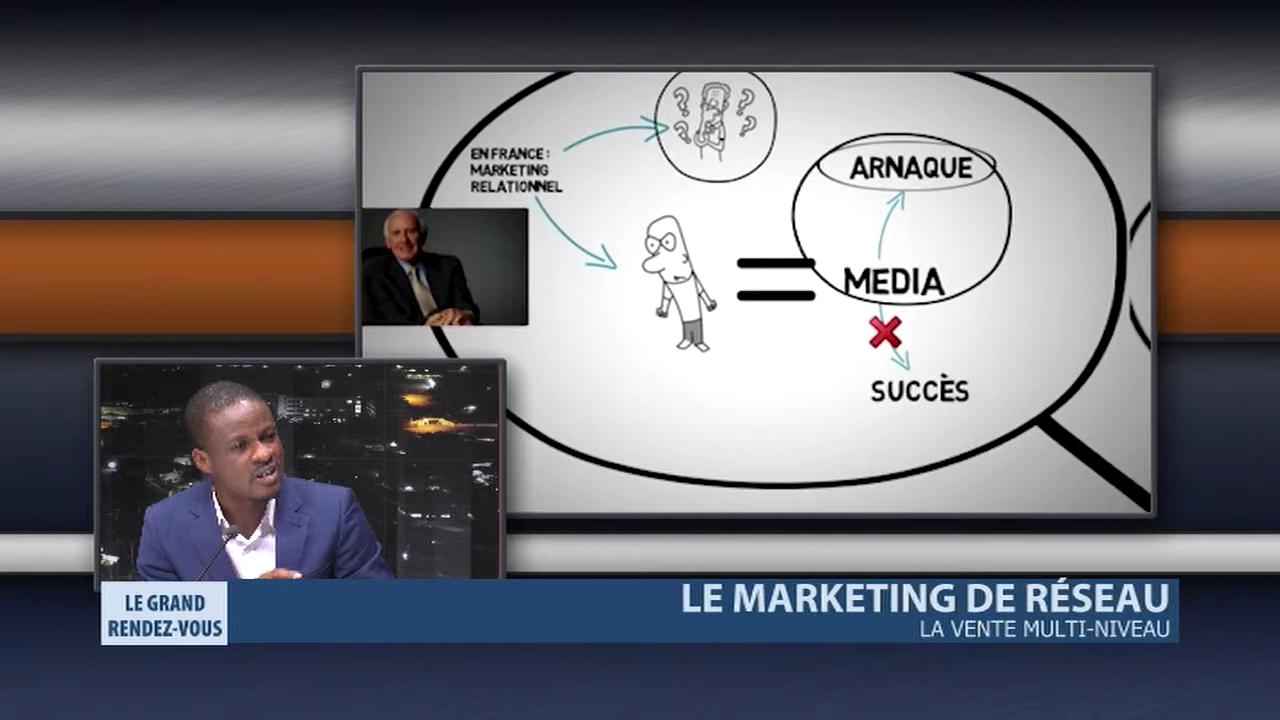 EN FRANCE :
MARKETING
RELATIONNEL
? ?
? ?
ARNAQUE
MEDIA
SUCCÈS
LE GRAND
RENDEZ-VOUS
LE MARKETING DE RÉSEAU
LA VENTE MULTI-NIVEAU